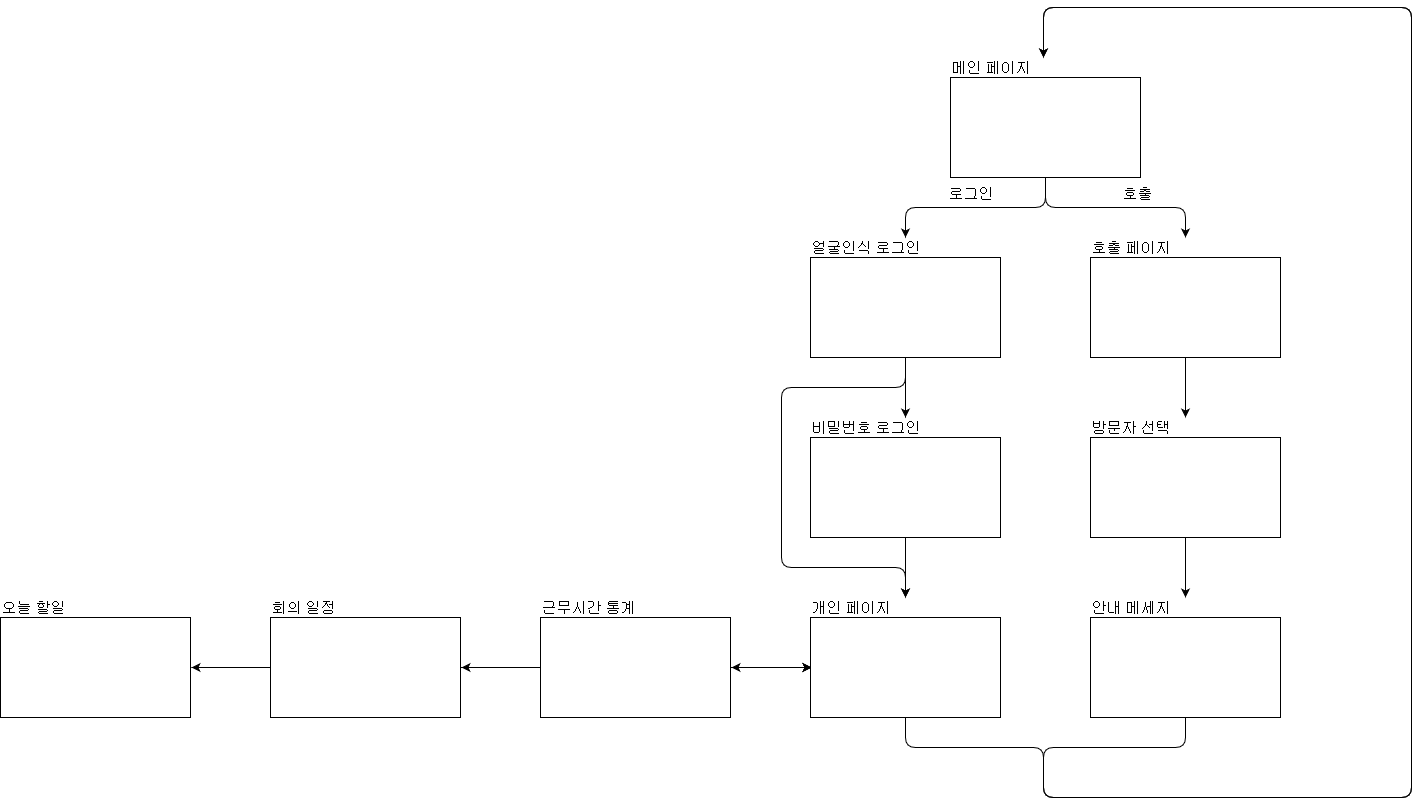 메인 페이지
로그인
호출
얼굴인식 로그인
호출 페이지
비밀번호 로그인
방문자 선택
오늘 할일
회의 일정
근무시간 통계
개인 페이지
안내 메세지